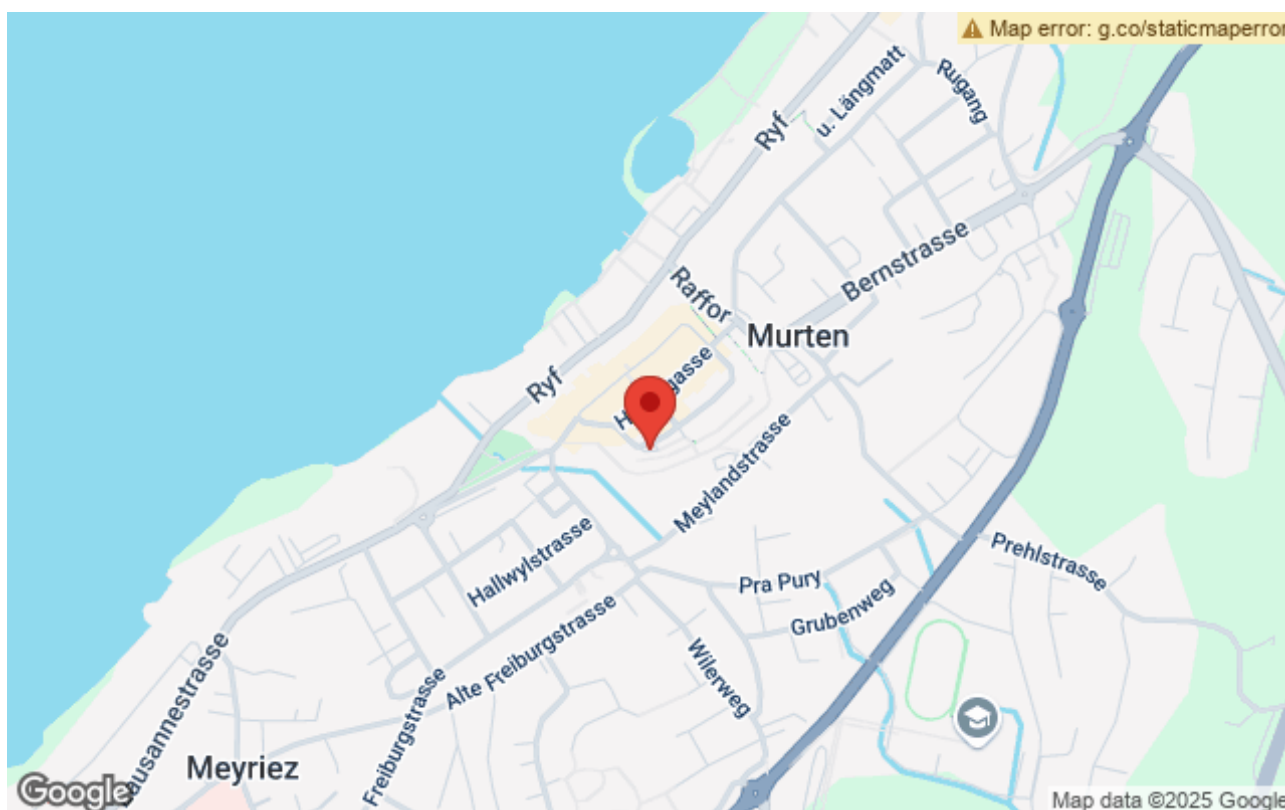 Map error: g.co/staticmaperror
u. Längmatt
Rugang
Ryf
Bernstrasse
Raffor
Murten
Ryf
Meylandstrasse
Hallwylstrasse
Prehlstrasse
Pra Pury
Grubenweg
Alte Freiburgstrasse
Wilerweg
Freiburgstrasse
Meyriez
Google
Map data ©2025 Google